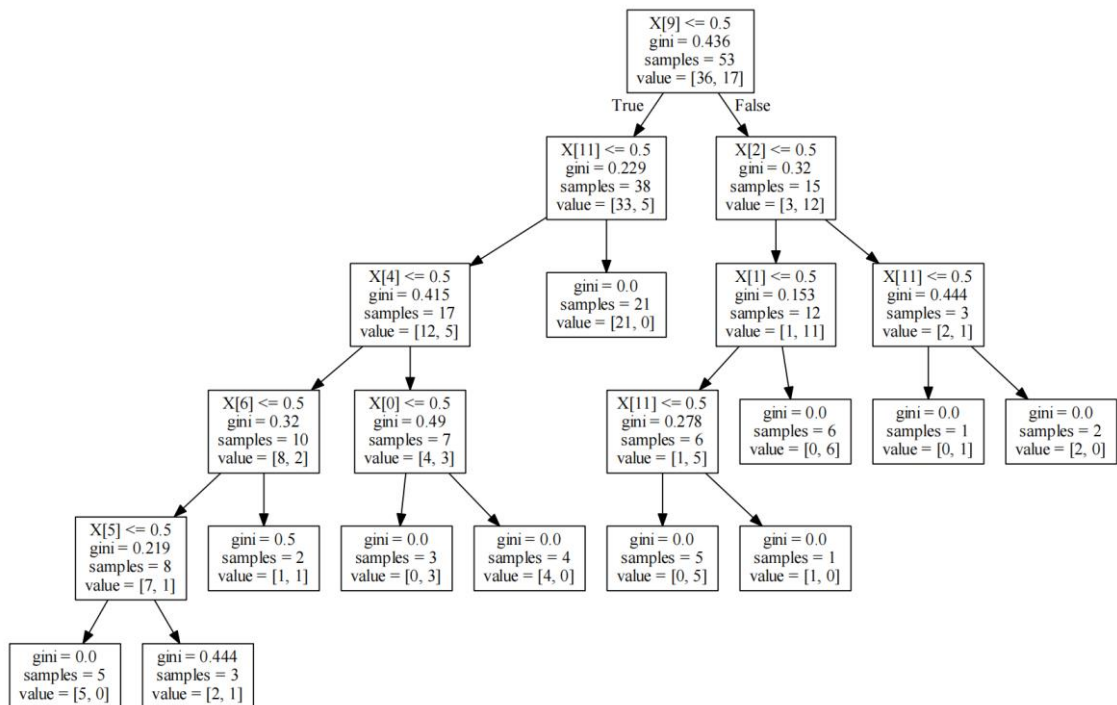 X[9] <= 0.5
gini = 0.436
samples = 53
value = [36, 17]
True
False
X[11] <= 0.5
gini = 0.229
samples = 38
value = [33, 5]
X[2] <= 0.5
gini = 0.32
samples = 15
value = [3, 12]
X[4] <= 0.5
gini = 0.415
samples = 17
value = [12, 5]
gini = 0.0
samples = 21
value = [21, 0]
X[1] <= 0.5
gini = 0.153
samples = 12
value = [1, 11]
X[11] <= 0.5
gini = 0.444
samples = 3
value = [2, 1]
X[6] <= 0.5
gini = 0.32
samples = 10
value = [8, 2]
X[0] <= 0.5
gini = 0.49
samples = 7
value = [4, 3]
X[11] <= 0.5
gini = 0.278
samples = 6
value = [1, 5]
gini = 0.0
samples = 6
value = [0, 6]
gini = 0.0
samples = 1
value = [0, 1]
gini = 0.0
samples = 2
value = [2, 0]
X[5] <= 0.5
gini = 0.219
samples = 8
value = [7, 1]
gini = 0.5
samples = 2
value = [1, 1]
gini = 0.0
samples = 3
value = [0, 3]
gini = 0.0
samples = 4
value = [4, 0]
gini = 0.0
samples = 5
value = [0, 5]
gini = 0.0
samples = 1
value = [1, 0]
gini = 0.0
samples = 5
value = [5, 0]
gini = 0.444
samples = 3
value = [2, 1]